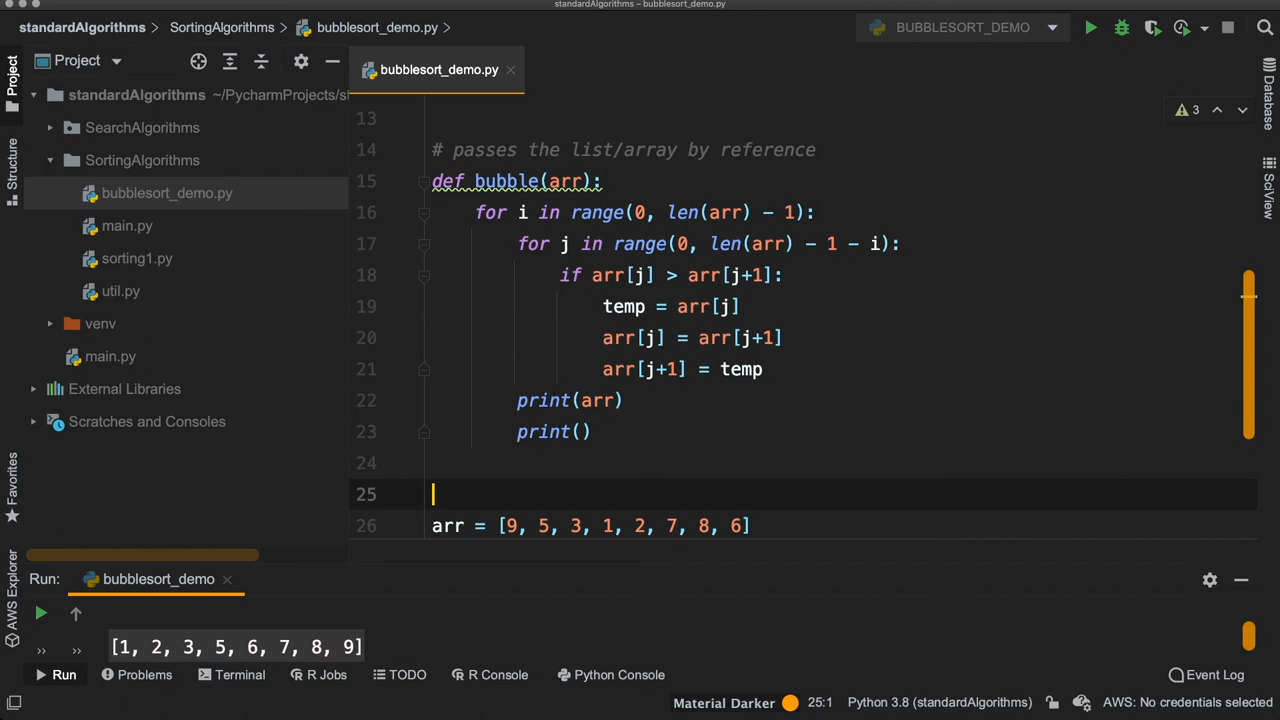 standardAlgorithms – bubblesort_demo.py
standardAlgorithms SortingAlgorithms bubblesort_demo.py BUBBLESORT_DEMO
Project
Project
Structure
Favorites
AWS Explorer
standardAlgorithms ~/PycharmProjects/s
SearchAlgorithms
SortingAlgorithms
bubblesort_demo.py
main.py
sorting1.py
util.py
venv
main.py
External Libraries
Scratches and Consoles
bubblesort_demo.py
3
13
14 # passes the list/array by reference
15 def bubble(arr):
16 for i in range(0, len(arr) - 1):
17 for j in range(0, len(arr) - 1 - i):
18 if arr[j] > arr[j+1]:
19 temp = arr[j]
20 arr[j] = arr[j+1]
21 arr[j+1] = temp
22 print(arr)
23 print()
24
25
26 arr = [9, 5, 3, 1, 2, 7, 8, 6]
Database
SciView
Run: bubblesort_demo
[1, 2, 3, 5, 6, 7, 8, 9]
Run Problems Terminal R Jobs TODO R Console Python Console Event Log
Material Darker 25:1 Python 3.8 (standardAlgorithms) AWS: No credentials selected